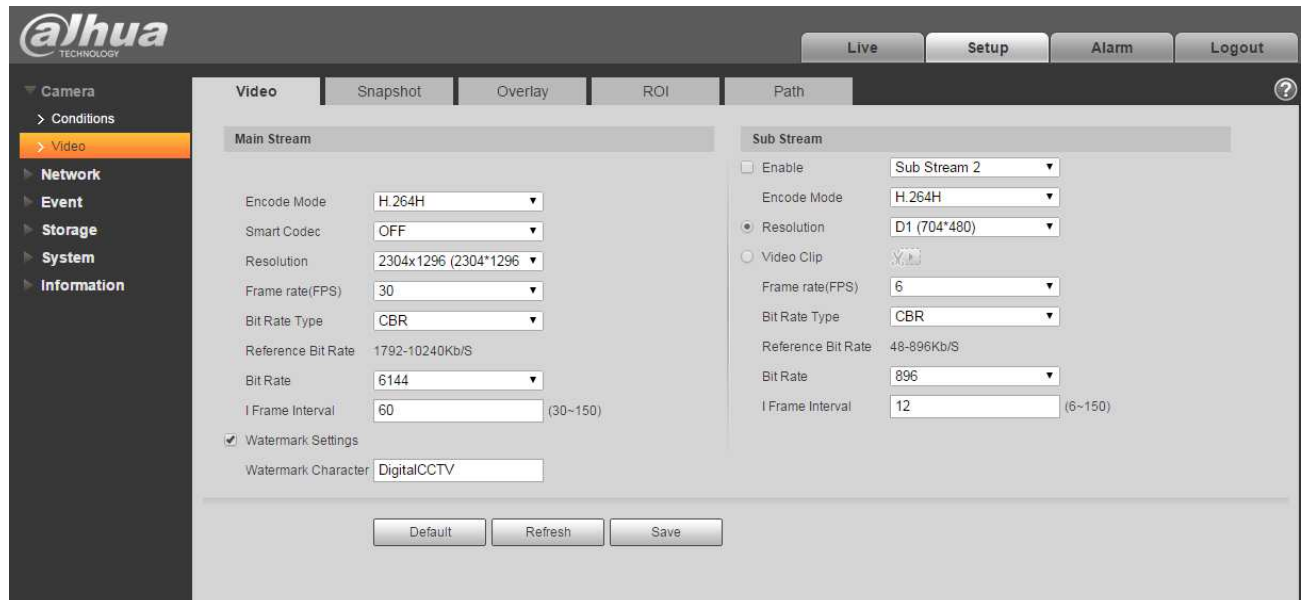 alhua
TECHNOLOGY
Live Setup Alarm Logout
Camera
Conditions
Video
Network
Event
Storage
System
Information
Video Snapshot Overlay ROI Path
?
Main Stream
Encode Mode H.264H
Smart Codec OFF
Resolution 2304x1296 (2304*1296
Frame rate(FPS) 30
Bit Rate Type CBR
Reference Bit Rate 1792-10240Kb/S
Bit Rate 6144
I Frame Interval 60 (30~150)
Watermark Settings
Watermark Character DigitalCCTV
Sub Stream
Enable Sub Stream 2
Encode Mode H.264H
Resolution D1 (704*480)
Video Clip
Frame rate(FPS) 6
Bit Rate Type CBR
Reference Bit Rate 48-896Kb/S
Bit Rate 896
I Frame Interval 12 (6~150)
Default Refresh Save